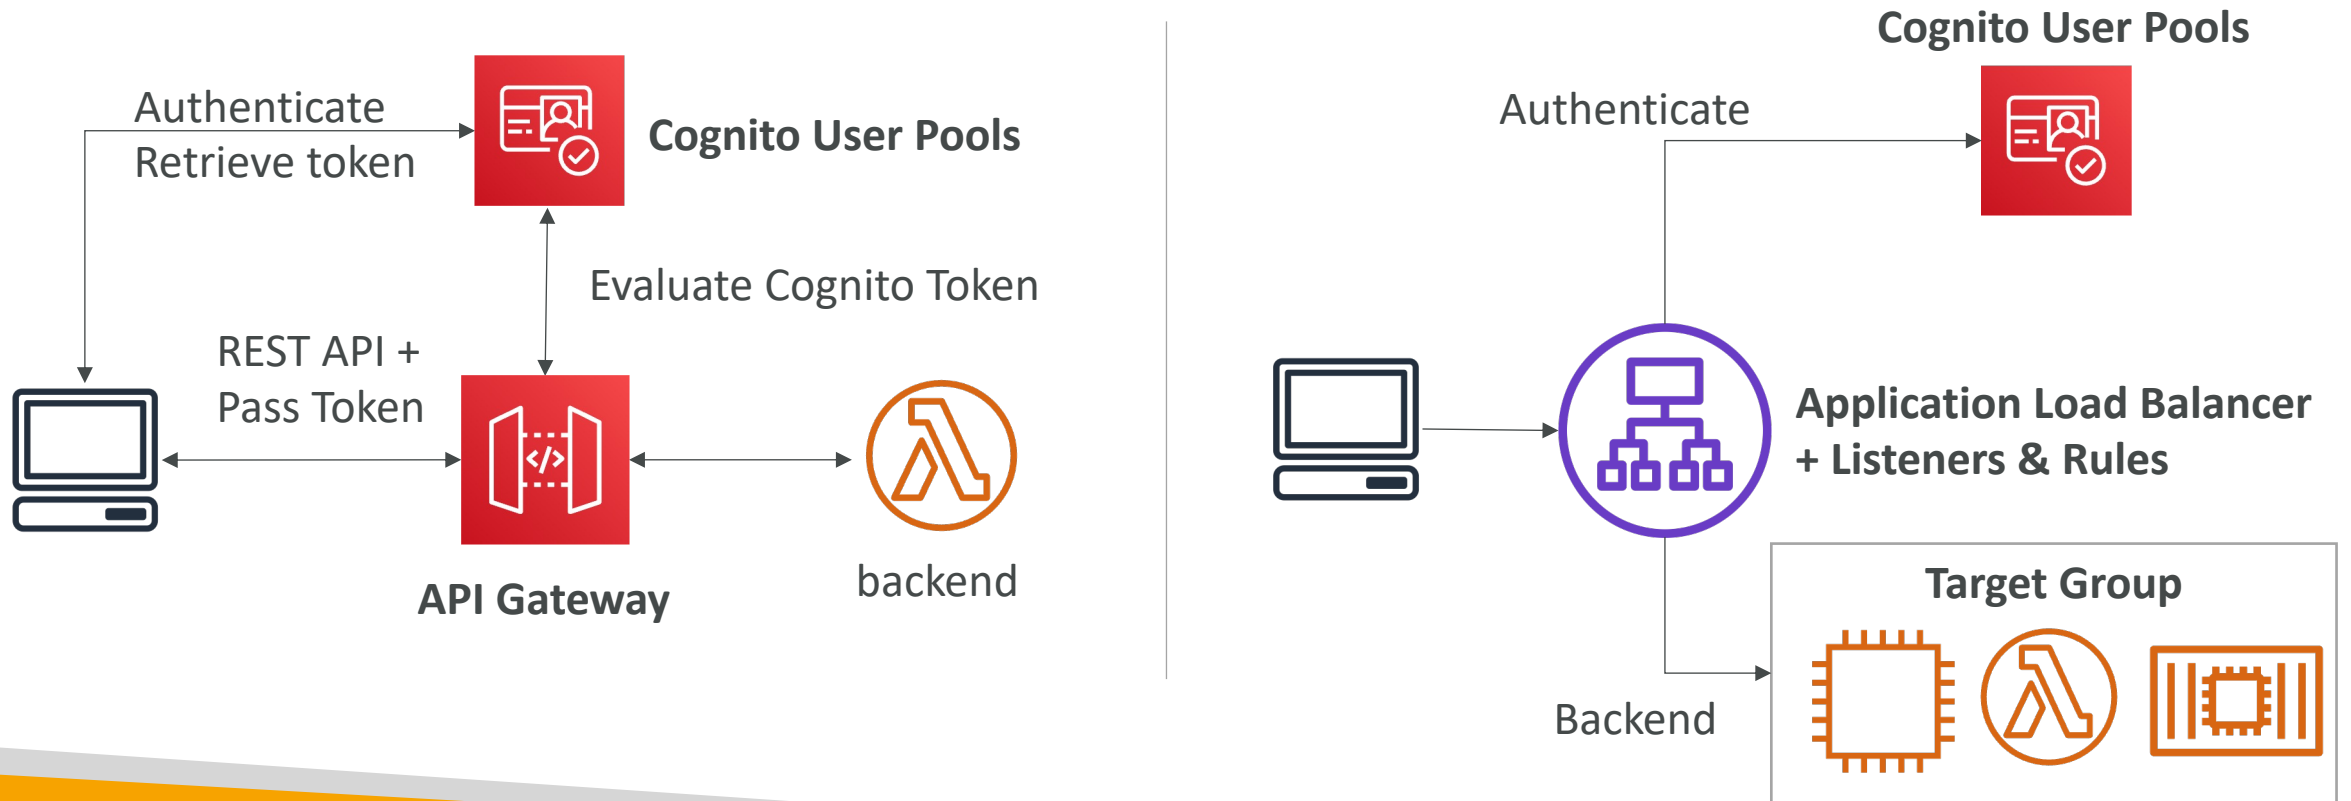 Authenticate
Retrieve token
Cognito User Pools
Evaluate Cognito Token
REST API +
Pass Token
</>
API Gateway
backend
Cognito User Pools
Authenticate
Application Load Balancer
+ Listeners & Rules
Target Group
Backend